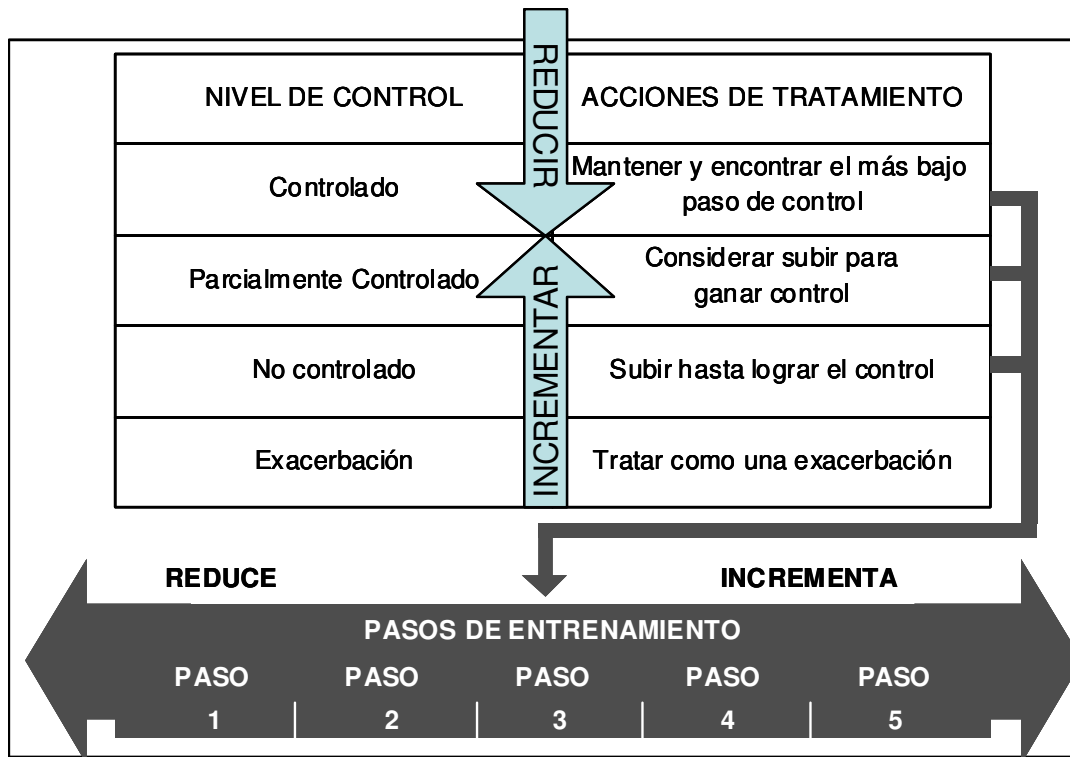 REDUCIR
NIVEL DE CONTROL
ACCIONES DE TRATAMIENTO
Controlado
Mantener y encontrar el más bajo
paso de control
Parcialmente Controlado
Considerar subir para
ganar control
INCREMENTAR
No controlado
Subir hasta lograr el control
Exacerbación
Tratar como una exacerbación
REDUCE
INCREMENTA
PASOS DE ENTRENAMIENTO
PASO PASO PASO PASO PASO
1 2 3 4 5